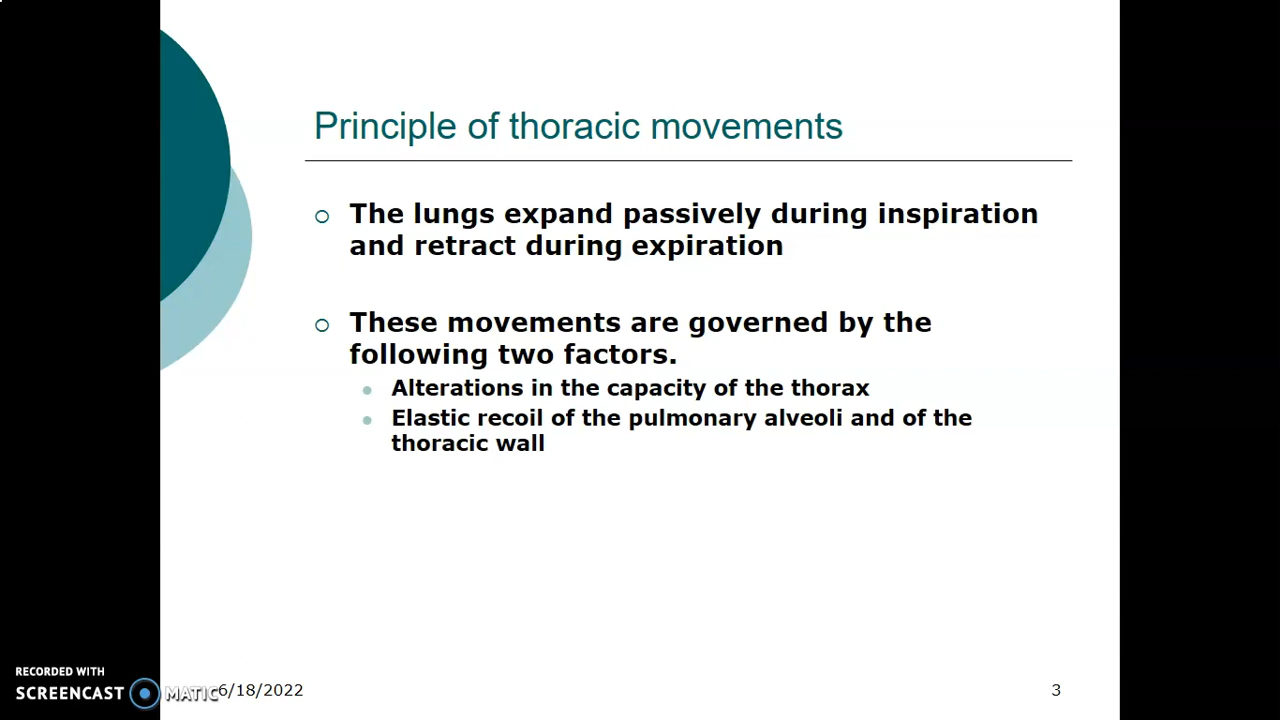 Principle of thoracic movements
The lungs expand passively during inspiration
and retract during expiration
These movements are governed by the
following two factors.
Alterations in the capacity of the thorax
Elastic recoil of the pulmonary alveoli and of the
thoracic wall
RECORDED WITH
SCREENCAST MATIC
6/18/2022
3